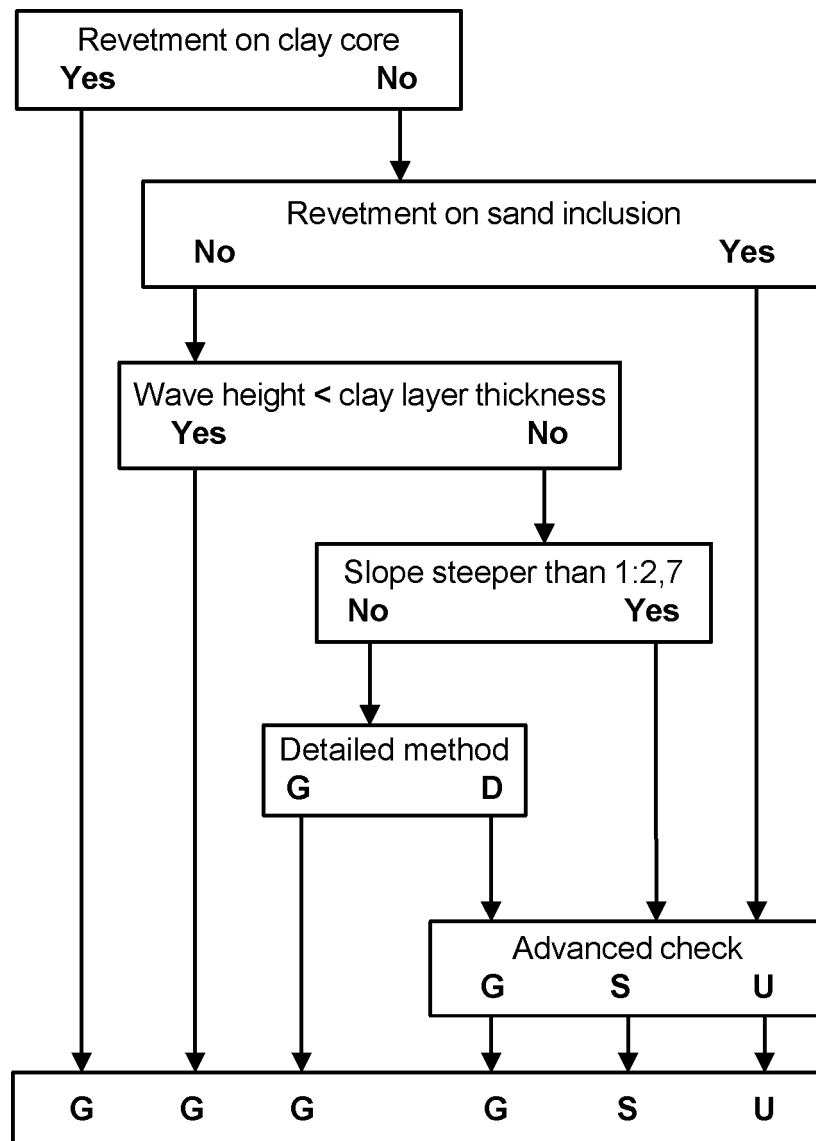 Revetment on clay core
Yes No
Revetment on sand inclusion
No Yes
Wave height < clay layer thickness
Yes No
Slope steeper than 1:2,7
No Yes
Detailed method
G D
Advanced check
G S U
G G G G S U